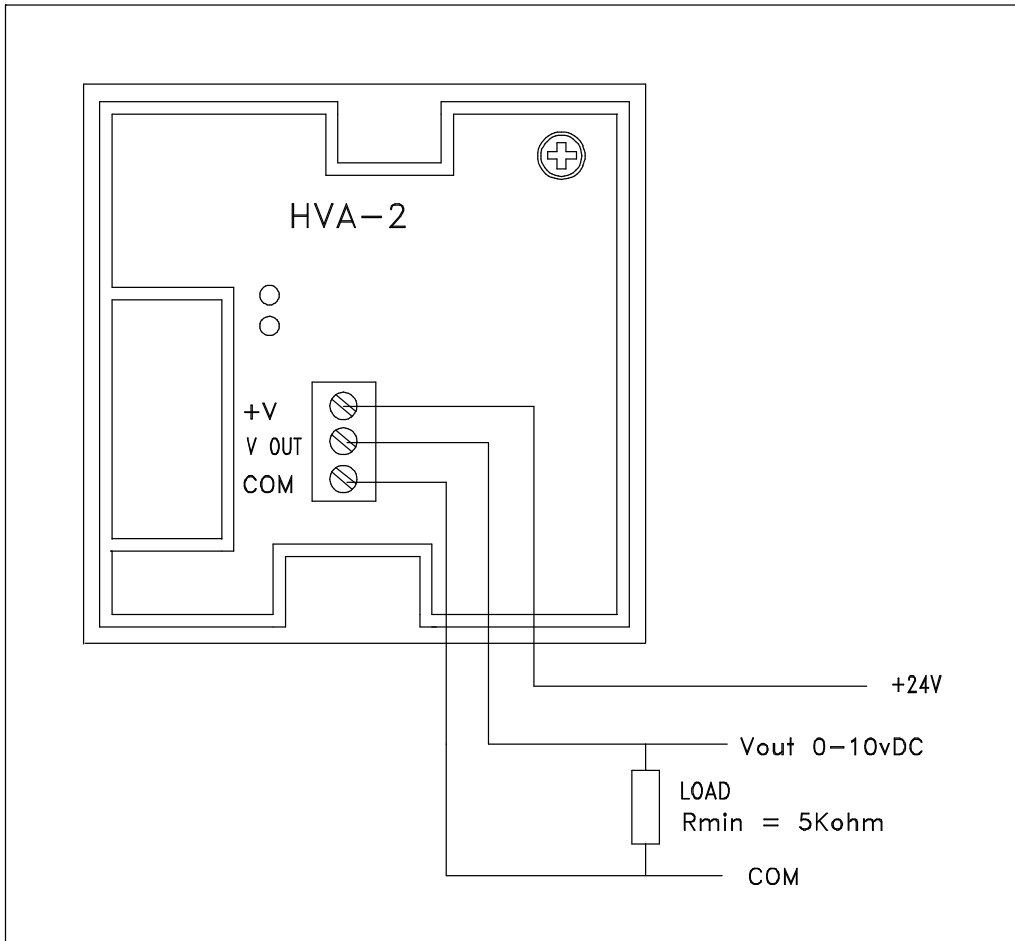 HVA-2
+V
V OUT
COM
+24V
Vout 0-10vDC
LOAD
Rmin = 5Kohm
COM